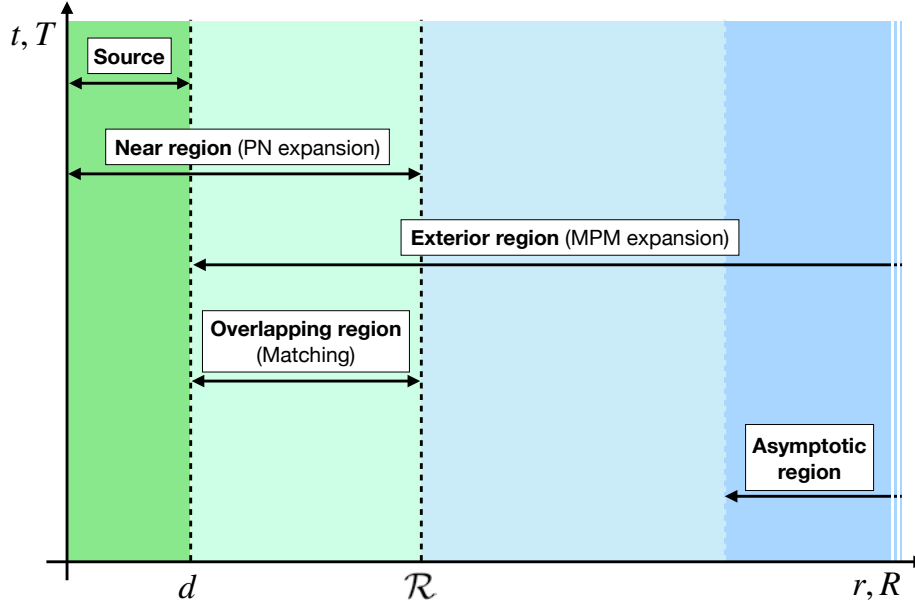 t, T
Source
Near region (PN expansion)
Exterior region (MPM expansion)
Overlapping region
(Matching)
Asymptotic
region
d
ℛ
r, R